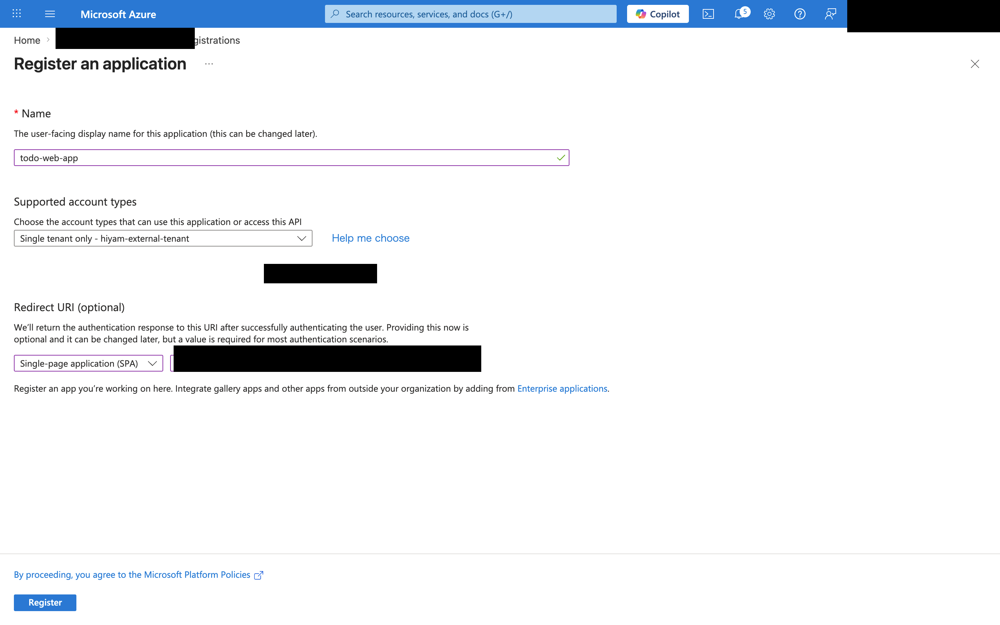 Microsoft Azure
Search resources, services, and docs (G+/)
Copilot
5
Home
gistrations
Register an application
* Name
The user-facing display name for this application (this can be changed later).
todo-web-app
Supported account types
Choose the account types that can use this application or access this API
Single tenant only - hiyam-external-tenant
Help me choose
Redirect URI (optional)
We’ll return the authentication response to this URI after successfully authenticating the user. Providing this now is
optional and it can be changed later, but a value is required for most authentication scenarios.
Single-page application (SPA)
Register an app you’re working on here. Integrate gallery apps and other apps from outside your organization by adding from Enterprise applications.
By proceeding, you agree to the Microsoft Platform Policies
Register